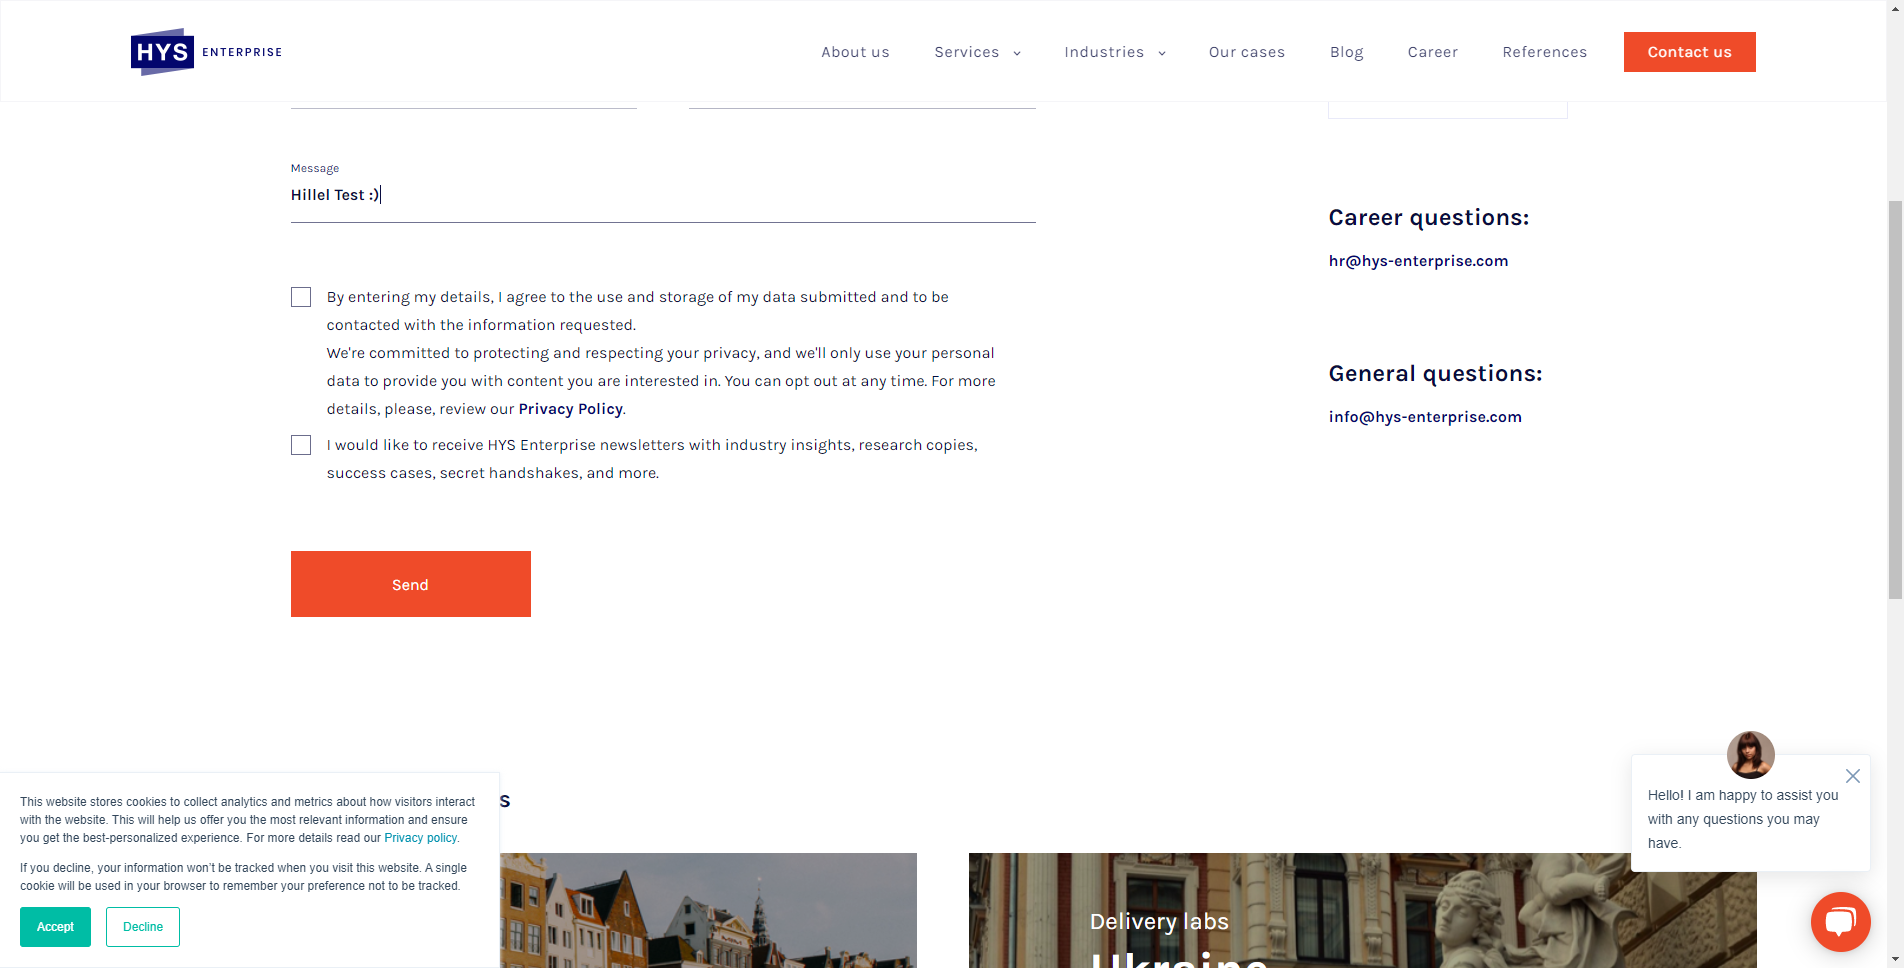 HYS ENTERPRISE
About us
Services
Industries
Our cases
Blog
Career
References
Contact us
Message
Hillel Test :)
By entering my details, I agree to the use and storage of my data submitted and to be
contacted with the information requested.
We're committed to protecting and respecting your privacy, and we'll only use your personal
data to provide you with content you are interested in. You can opt out at any time. For more
details, please, review our Privacy Policy.
I would like to receive HYS Enterprise newsletters with industry insights, research copies,
success cases, secret handshakes, and more.
Send
Career questions:
hr@hys-enterprise.com
General questions:
info@hys-enterprise.com
s
This website stores cookies to collect analytics and metrics about how visitors interact
with the website. This will help us offer you the most relevant information and ensure
you get the best-personalized experience. For more details read our Privacy policy.
If you decline, your information won't be tracked when you visit this website. A single
cookie will be used in your browser to remember your preference not to be tracked.
Accept
Decline
Delivery labs
Ukraine
Hello! I am happy to assist you
with any questions you may
have.